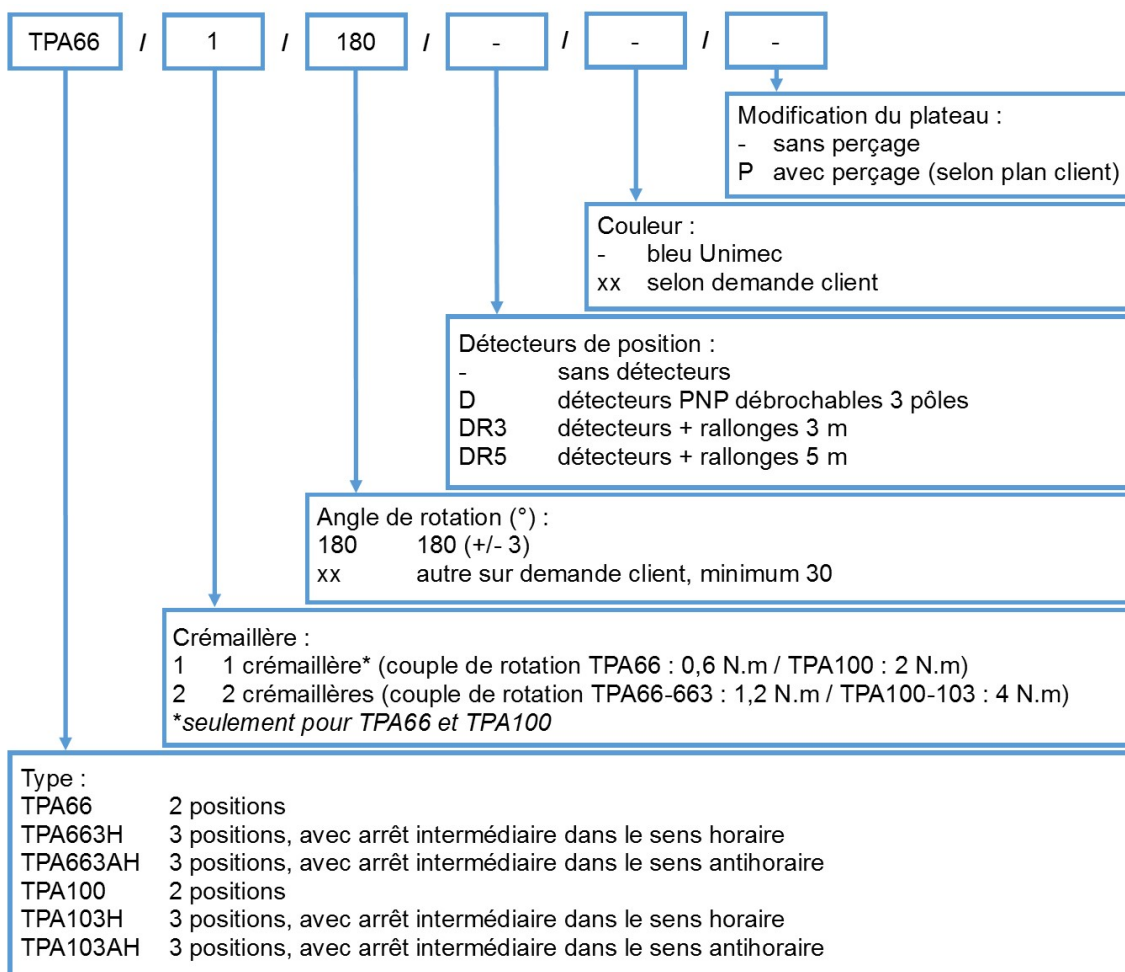 TPA66 / 1 / 180 / - / - / -
Modification du plateau :
- sans perçage
P avec perçage (selon plan client)
Couleur :
- bleu Unimec
xx selon demande client
Détecteurs de position :
- sans détecteurs
D détecteurs PNP débrochables 3 pôles
DR3 détecteurs + rallonges 3 m
DR5 détecteurs + rallonges 5 m
Angle de rotation (°) :
180 180 (+/- 3)
xx autre sur demande client, minimum 30
Crémaillère :
1 1 crémaillère* (couple de rotation TPA66 : 0,6 N.m / TPA100 : 2 N.m)
2 2 crémaillères (couple de rotation TPA66-663 : 1,2 N.m / TPA100-103 : 4 N.m)
*seulement pour TPA66 et TPA100
Type :
TPA66 2 positions
TPA663H 3 positions, avec arrêt intermédiaire dans le sens horaire
TPA663AH 3 positions, avec arrêt intermédiaire dans le sens antihoraire
TPA100 2 positions
TPA103H 3 positions, avec arrêt intermédiaire dans le sens horaire
TPA103AH 3 positions, avec arrêt intermédiaire dans le sens antihoraire